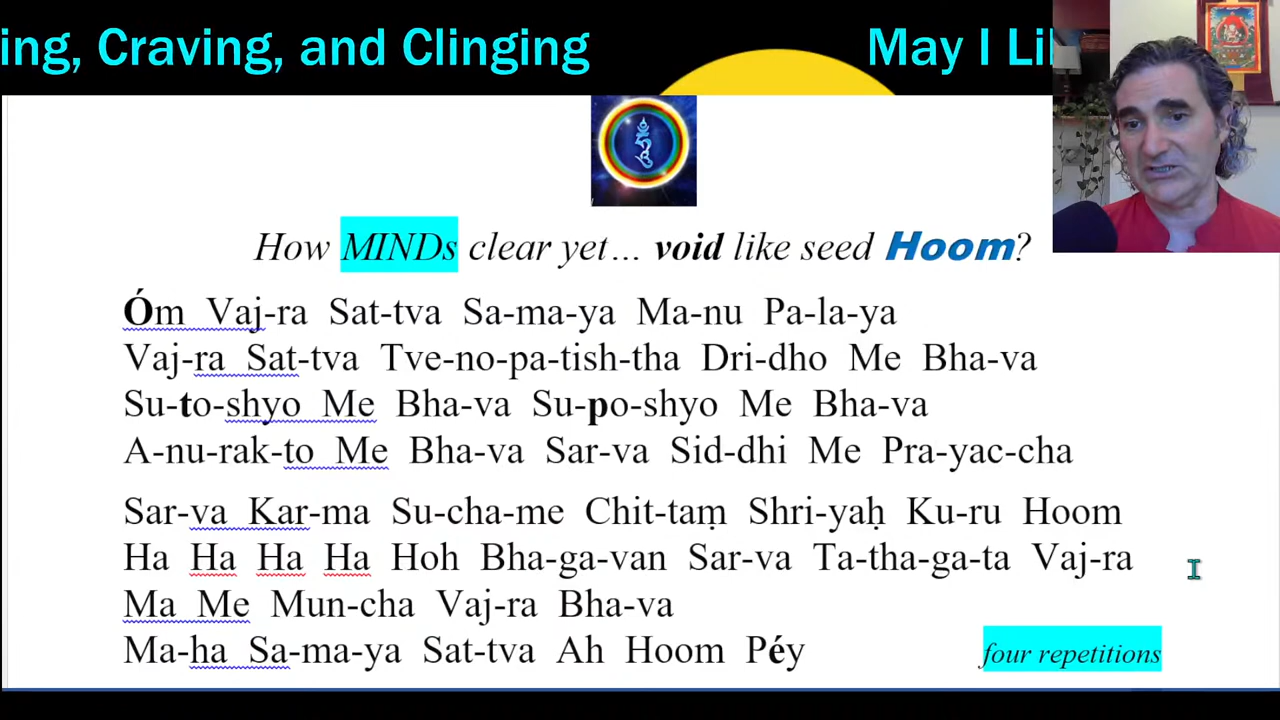 ing, Craving, and Clinging May I Li
How MINDs clear yet… void like seed Hoom?
Óm Vaj-ra Sat-tva Sa-ma-ya Ma-nu Pa-la-ya
Vaj-ra Sat-tva Tve-no-pa-tish-tha Dri-dho Me Bha-va
Su-to-shyo Me Bha-va Su-po-shyo Me Bha-va
A-nu-rak-to Me Bha-va Sar-va Sid-dhi Me Pra-yac-cha
Sar-va Kar-ma Su-cha-me Chit-taṃ Shri-yaḥ Ku-ru Hoom
Ha Ha Ha Ha Hoh Bha-ga-van Sar-va Ta-tha-ga-ta Vaj-ra
Ma Me Mun-cha Vaj-ra Bha-va
Ma-ha Sa-ma-ya Sat-tva Ah Hoom Péy four repetitions